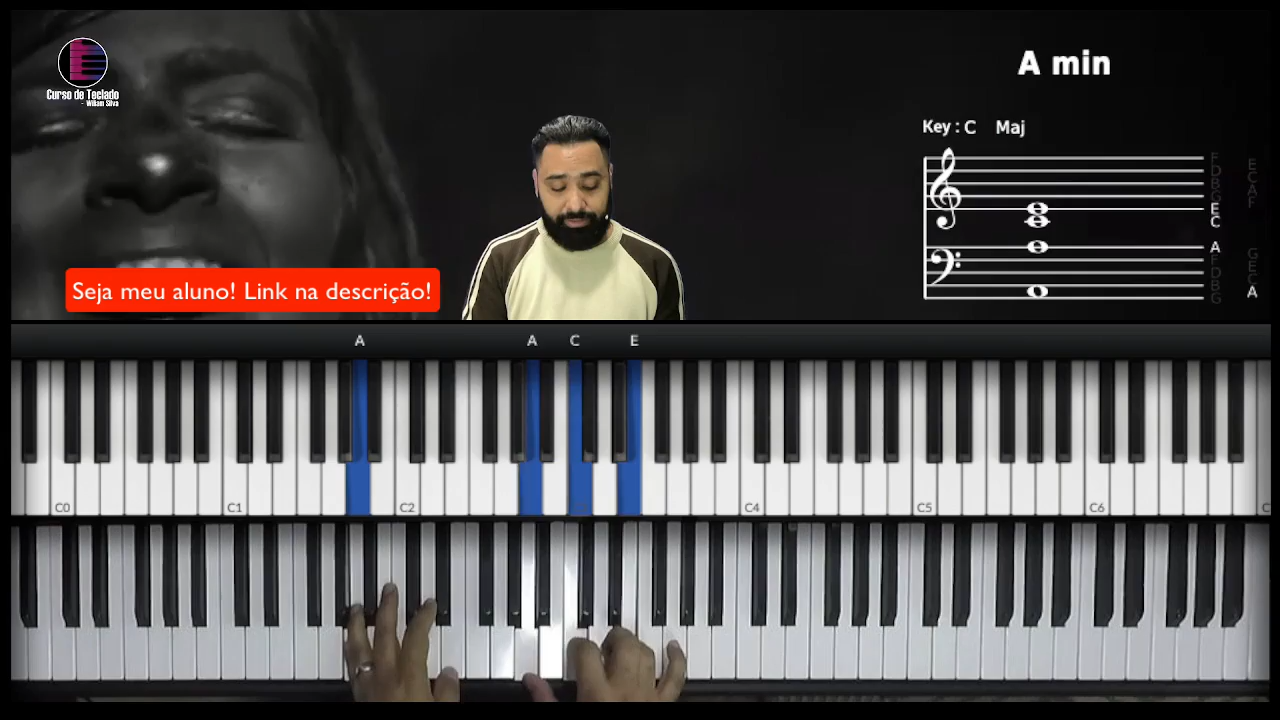 Curso de Teclado
- Wiliam Silva
A min
Key : C Maj
F
D
B
G
E
C
A
F
D
B
G
E
C
A
F
G
E
C
A
Seja meu aluno! Link na descrição!
A A C E
C0 C1 C2 C4 C5 C6